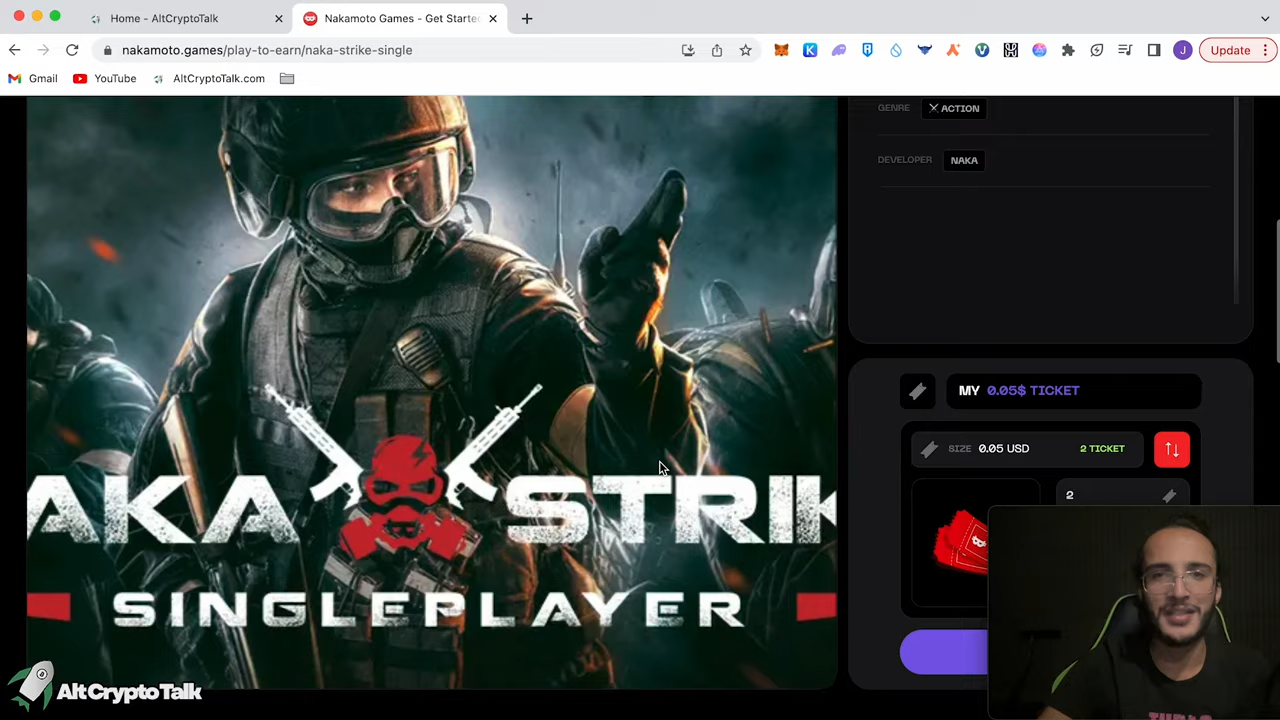 Home - AltCryptoTalk
Nakamoto Games - Get Starte
nakamoto.games/play-to-earn/naka-strike-single
J
Update
Gmail
YouTube
AltCryptoTalk.com
GENRE
ACTION
DEVELOPER
NAKA
MY 0.05$ TICKET
SIZE 0.05 USD
2 TICKET
2
AKA STRIK
SINGLEPLAYER
AltCryptoTalk